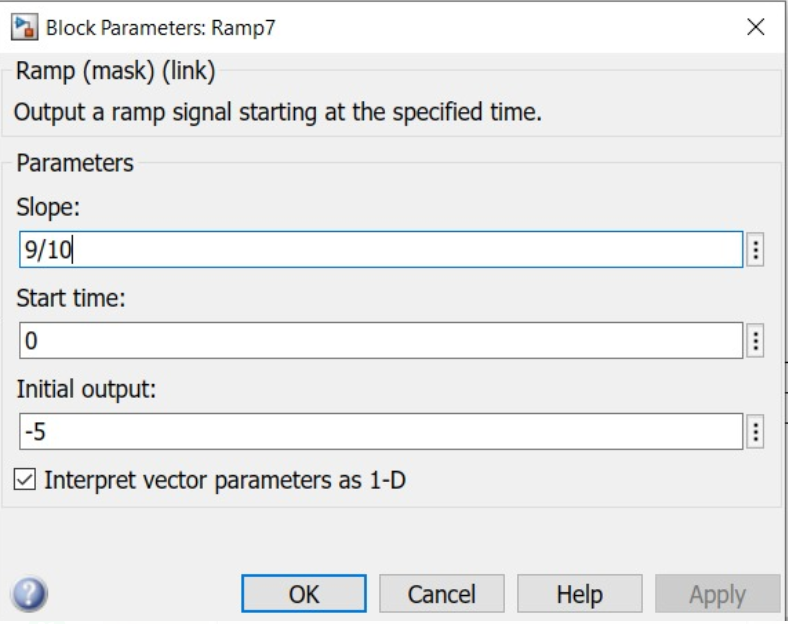 Block Parameters: Ramp7
Ramp (mask) (link)
Output a ramp signal starting at the specified time.
Parameters
Slope:
9/10
Start time:
0
Initial output:
-5
Interpret vector parameters as 1-D
OK Cancel Help Apply